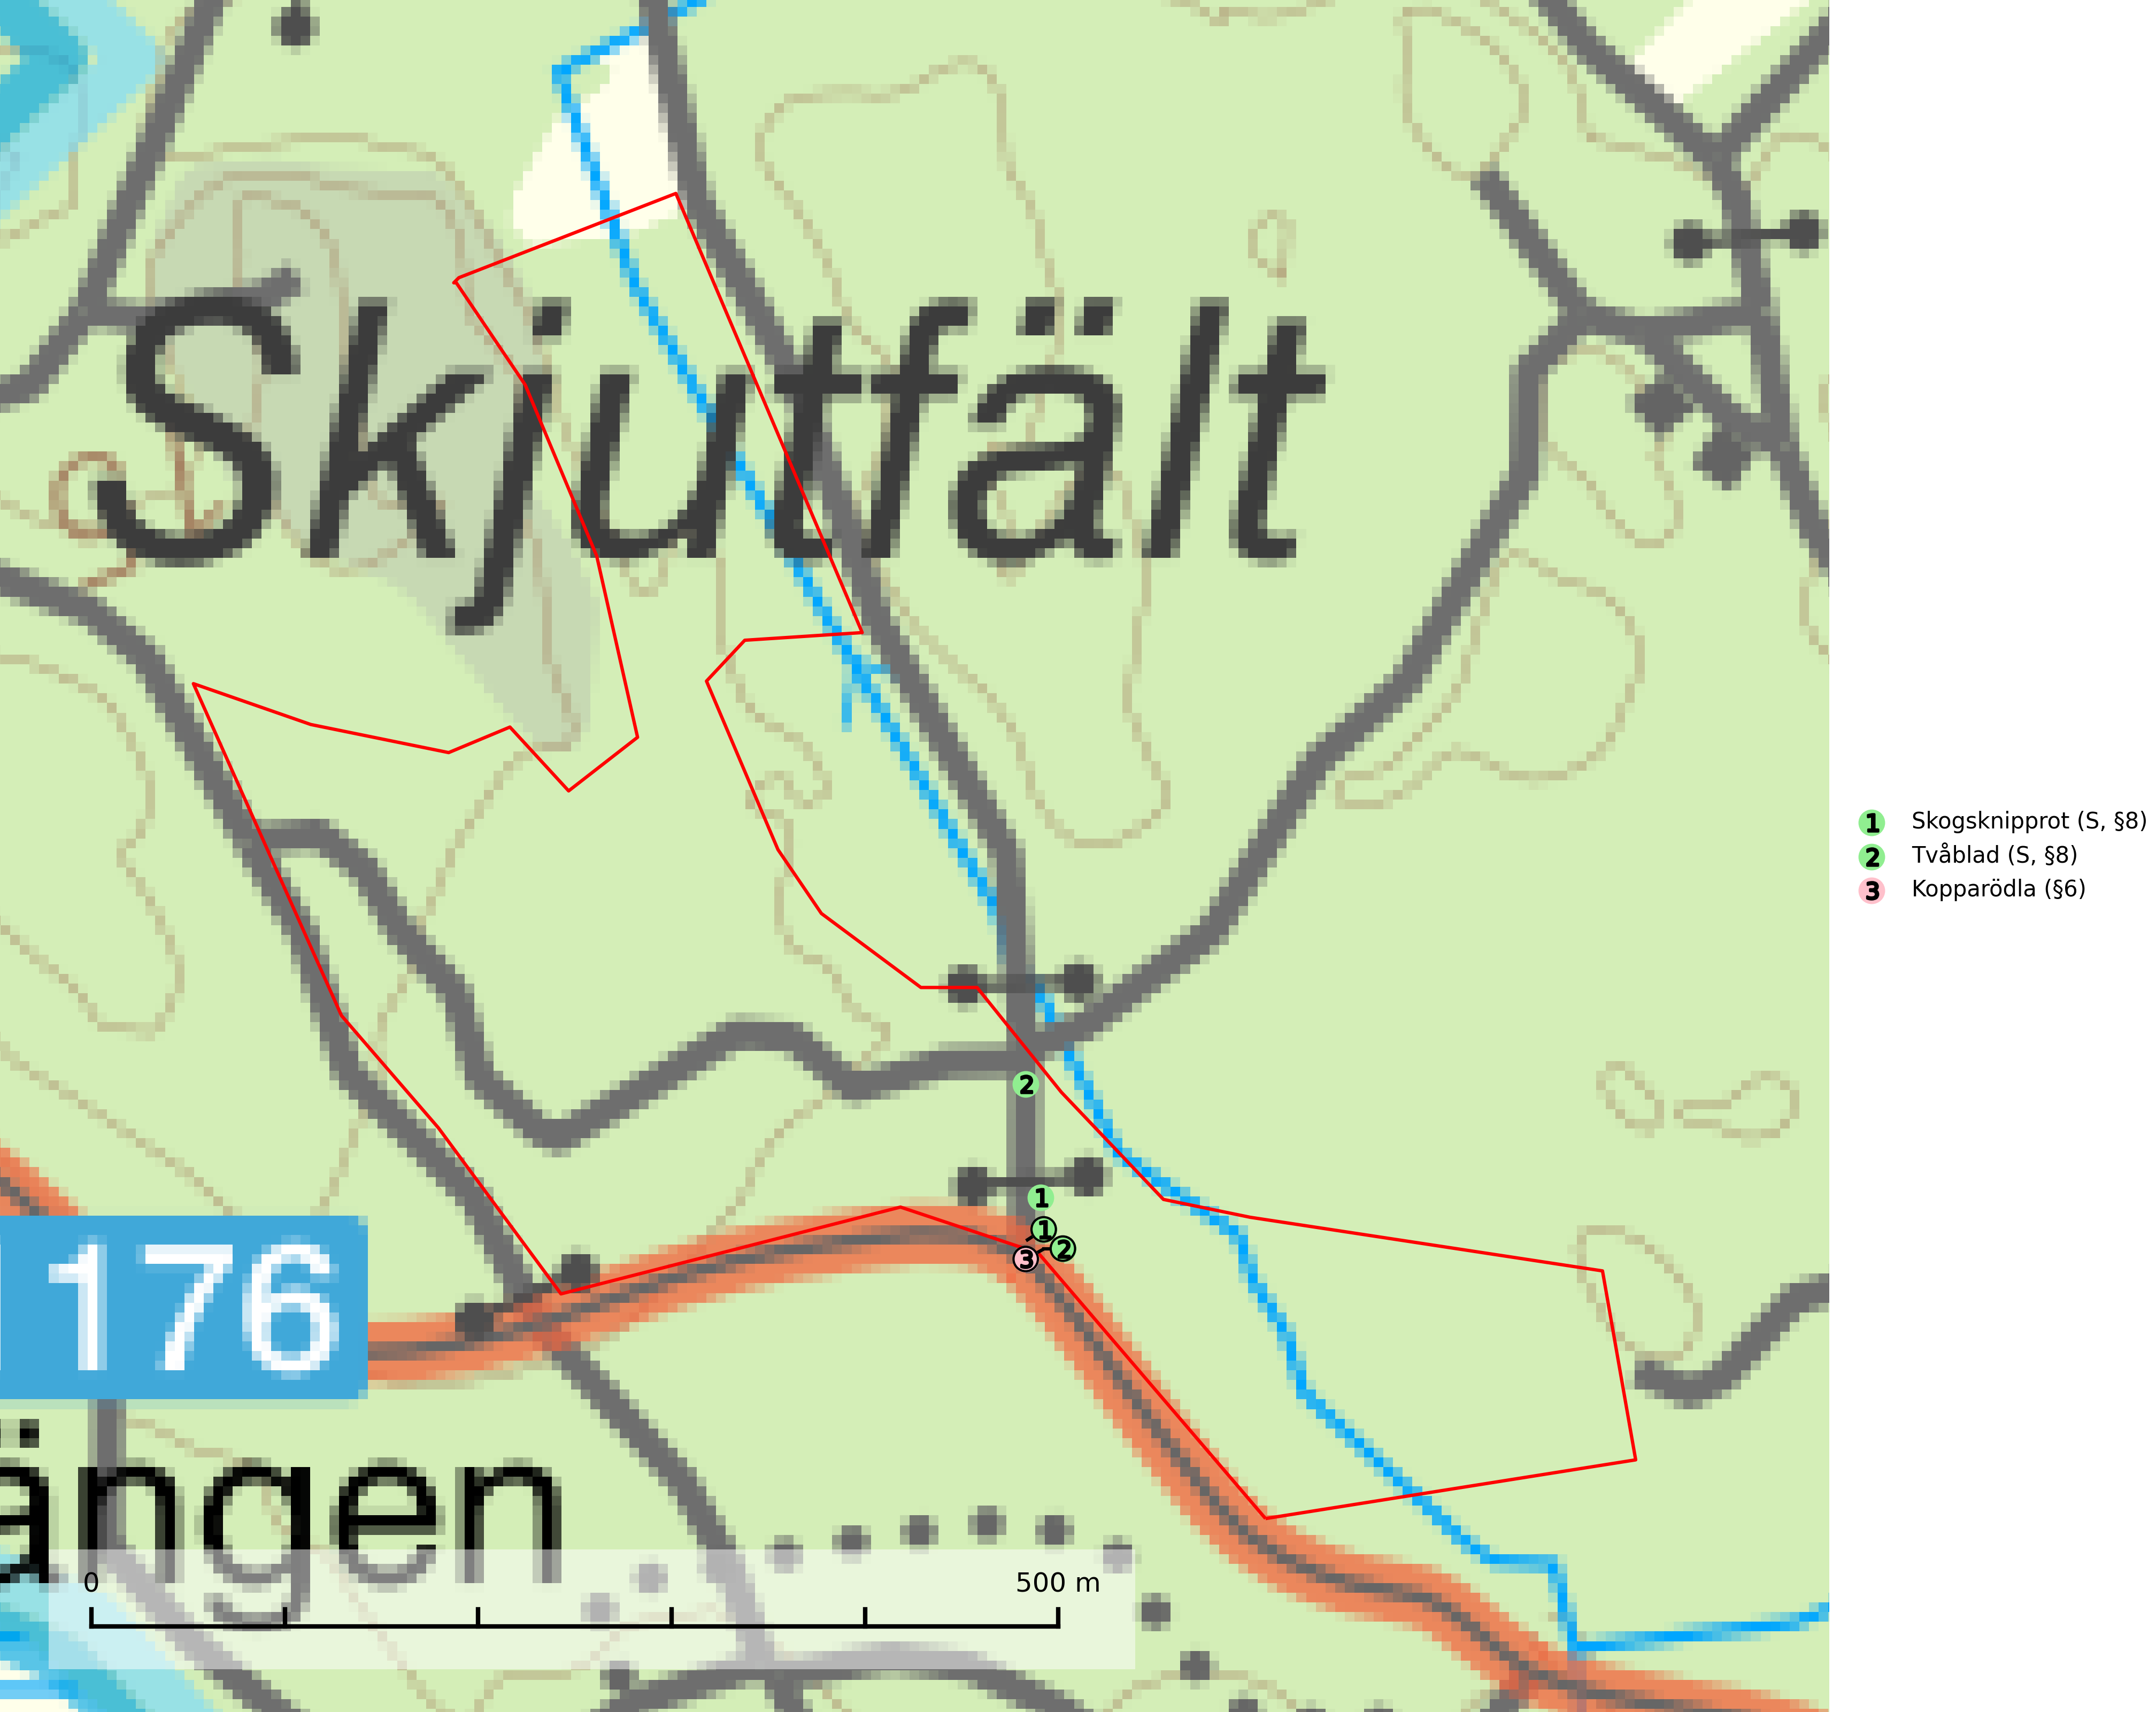 Skjutfält
Skogsknipprot (S, §8)
Tvåblad (S, §8)
Kopparödla (§6)
1
2
3
2
1
1
2
3
176
ängen
0
500 m